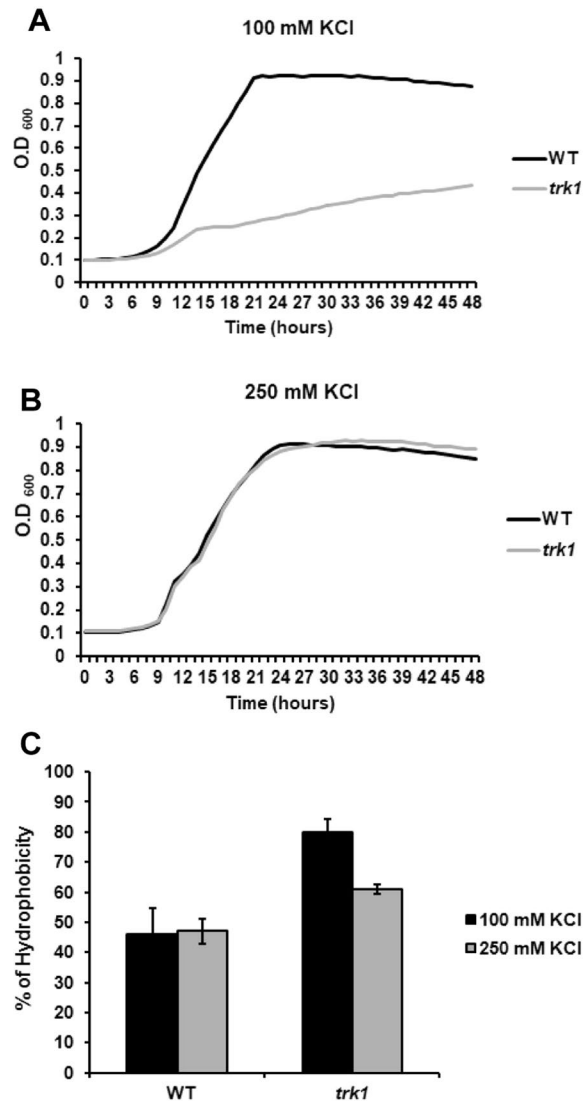 A
100 mM KCl
1
0.9
0.8
0.7
0.6
0.5
0.4
0.3
0.2
0.1
O.D 600
0 3 6 9 12 15 18 21 24 27 30 33 36 39 42 45 48
Time (hours)
WT
trk1
B
250 mM KCl
1
0.9
0.8
0.7
0.6
0.5
0.4
0.3
0.2
0.1
0
O.D 600
0 3 6 9 12 15 18 21 24 27 30 33 36 39 42 45 48
Time (hours)
WT
trk1
C
100
90
80
70
60
50
40
30
20
10
0
% of Hydrophobicity
WT trk1
100 mM KCl
250 mM KCl